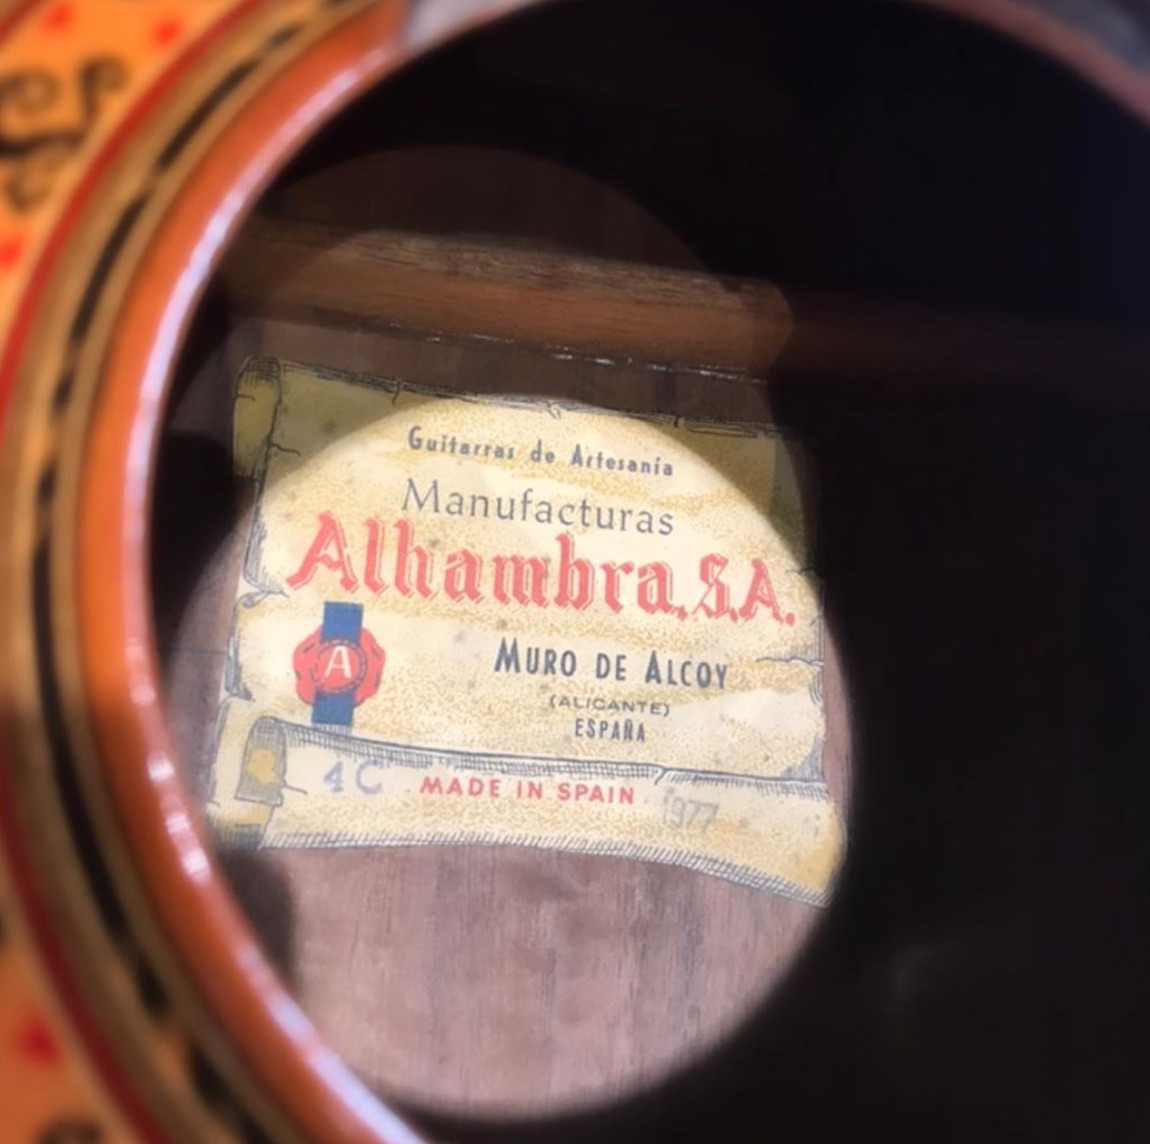 Guitarras de Artesanía
Manufacturas
Alhambra, S.A.
A
MURO DE ALCOY
(ALICANTE)
ESPAÑA
4C MADE IN SPAIN 1977